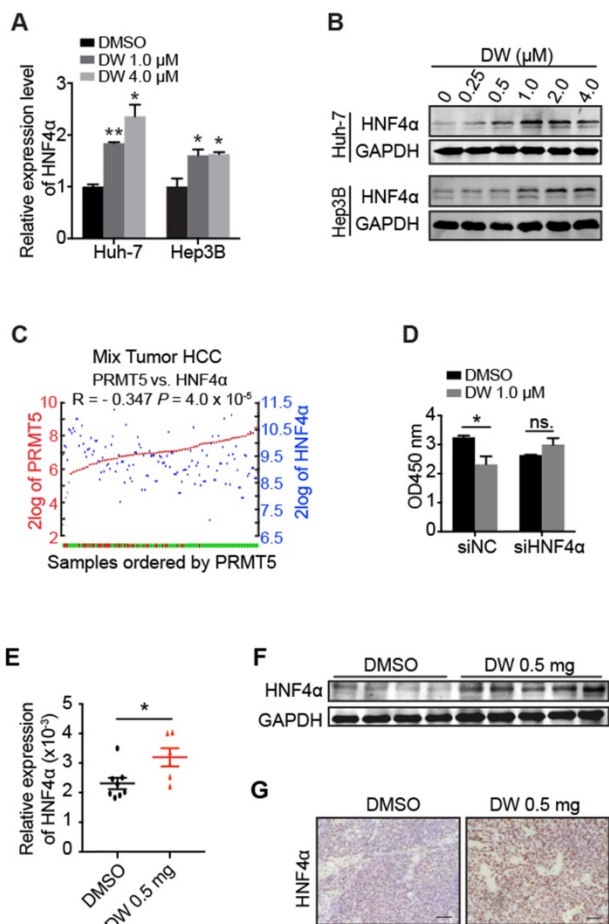 A
DMSO
DW 1.0 µM
DW 4.0 µM
Relative expression level
of HNF4α
3
2
1
0
** * * *
Huh-7 Hep3B
B
DW (µM)
0 0.25 0.5 1.0 2.0 4.0
Huh-7
HNF4α
GAPDH
Hep3B
HNF4α
GAPDH
C
Mix Tumor HCC
PRMT5 vs. HNF4α
R = - 0.347 P = 4.0 x 10-5
2log of PRMT5
10
8
6
4
2
2log of HNF4α
11.5
10.5
9.5
8.5
7.5
6.5
Samples ordered by PRMT5
D
DMSO
DW 1.0 µM
OD450 nm
4
3
2
1
0
* ns.
siNC siHNF4α
E
Relative expression
of HNF4α (x10-3)
5
4
3
2
1
0
*
DMSO DW 0.5 mg
F
DMSO DW 0.5 mg
HNF4α
GAPDH
G
DMSO DW 0.5 mg
HNF4α